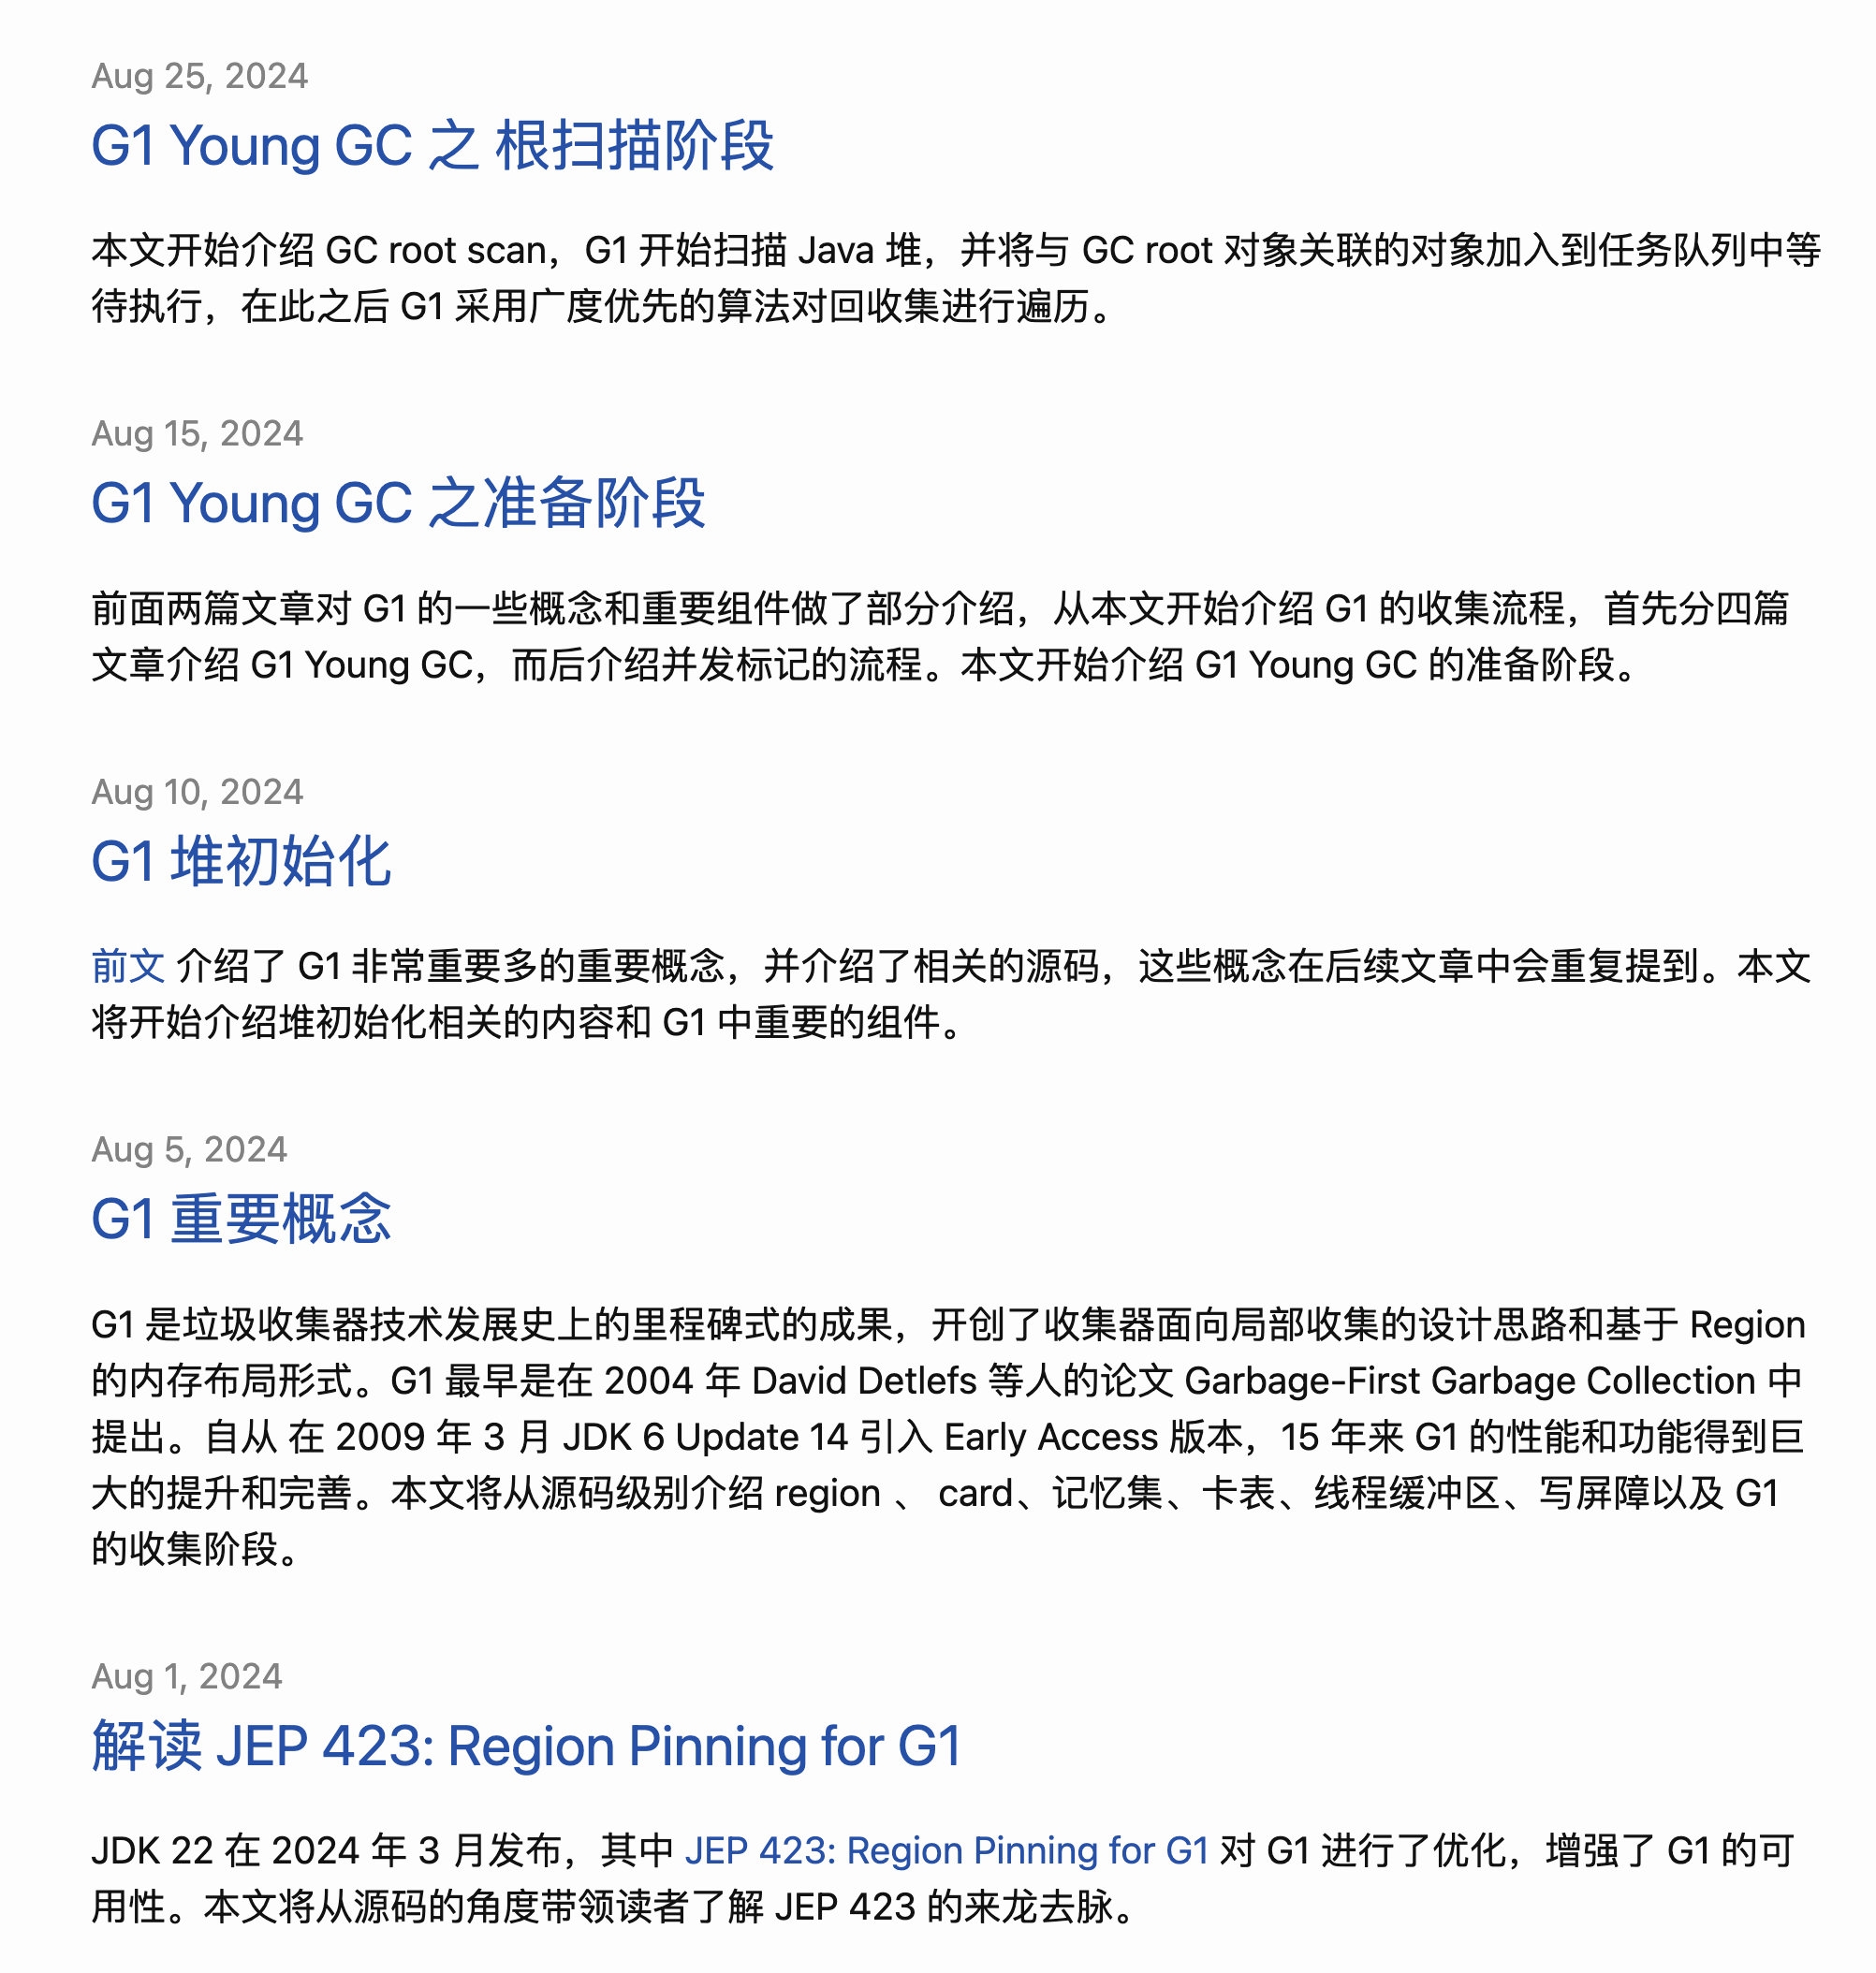 Aug 25, 2024
G1 Young GC 之 根扫描阶段
本文开始介绍 GC root scan，G1 开始扫描 Java 堆，并将与 GC root 对象关联的对象加入到任务队列中等
待执行，在此之后 G1 采用广度优先的算法对回收集进行遍历。
Aug 15, 2024
G1 Young GC 之准备阶段
前面两篇文章对 G1 的一些概念和重要组件做了部分介绍，从本文开始介绍 G1 的收集流程，首先分四篇
文章介绍 G1 Young GC，而后介绍并发标记的流程。本文开始介绍 G1 Young GC 的准备阶段。
Aug 10, 2024
G1 堆初始化
前文 介绍了 G1 非常重要多的重要概念，并介绍了相关的源码，这些概念在后续文章中会重复提到。本文
将开始介绍堆初始化相关的内容和 G1 中重要的组件。
Aug 5, 2024
G1 重要概念
G1 是垃圾收集器技术发展史上的里程碑式的成果，开创了收集器面向局部收集的设计思路和基于 Region
的内存布局形式。G1 最早是在 2004 年 David Detlefs 等人的论文 Garbage-First Garbage Collection 中
提出。自从 在 2009 年 3 月 JDK 6 Update 14 引入 Early Access 版本，15 年来 G1 的性能和功能得到巨
大的提升和完善。本文将从源码级别介绍 region 、 card、记忆集、卡表、线程缓冲区、写屏障以及 G1
的收集阶段。
Aug 1, 2024
解读 JEP 423: Region Pinning for G1
JDK 22 在 2024 年 3 月发布，其中 JEP 423: Region Pinning for G1 对 G1 进行了优化，增强了 G1 的可
用性。本文将从源码的角度带领读者了解 JEP 423 的来龙去脉。